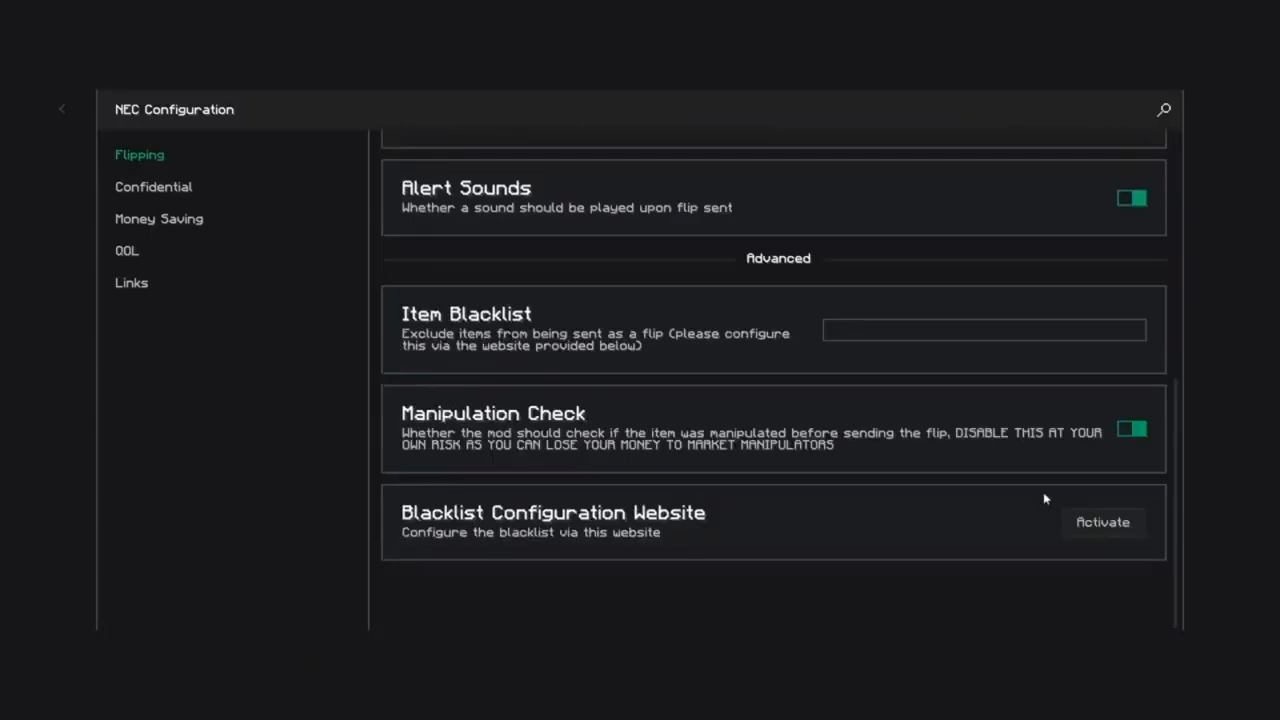 NEC Configuration
Flipping
Confidential
Money Saving
QOL
Links
Alert Sounds
Whether a sound should be played upon flip sent
Advanced
Item Blacklist
Exclude items from being sent as a flip (please configure
this via the website provided below)
Manipulation Check
Whether the mod should check if the item was manipulated before sending the flip, DISABLE THIS AT YOUR
OWN RISK AS YOU CAN LOSE YOUR MONEY TO MARKET MANIPULATORS
Blacklist Configuration Website
Configure the blacklist via this website
Activate